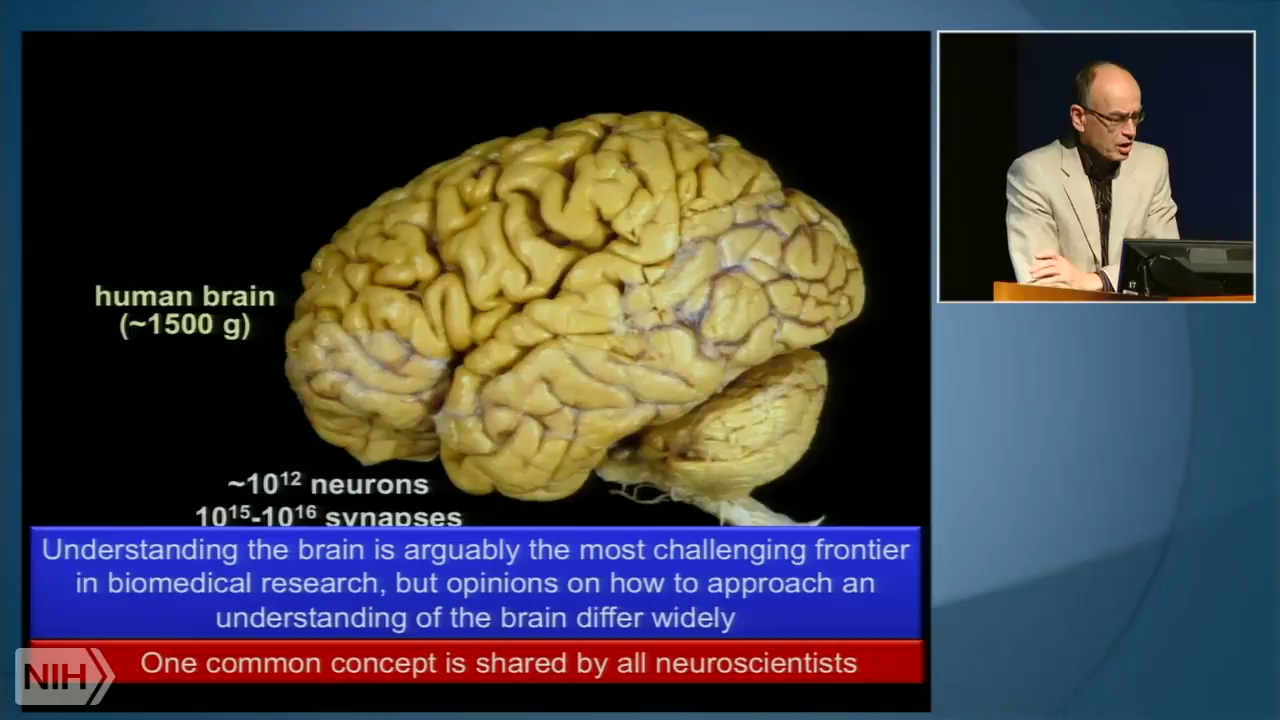 human brain
(~1500 g)
~10¹² neurons
10¹⁵-10¹⁶ synapses
Understanding the brain is arguably the most challenging frontier
in biomedical research, but opinions on how to approach an
understanding of the brain differ widely
One common concept is shared by all neuroscientists
NIH
17